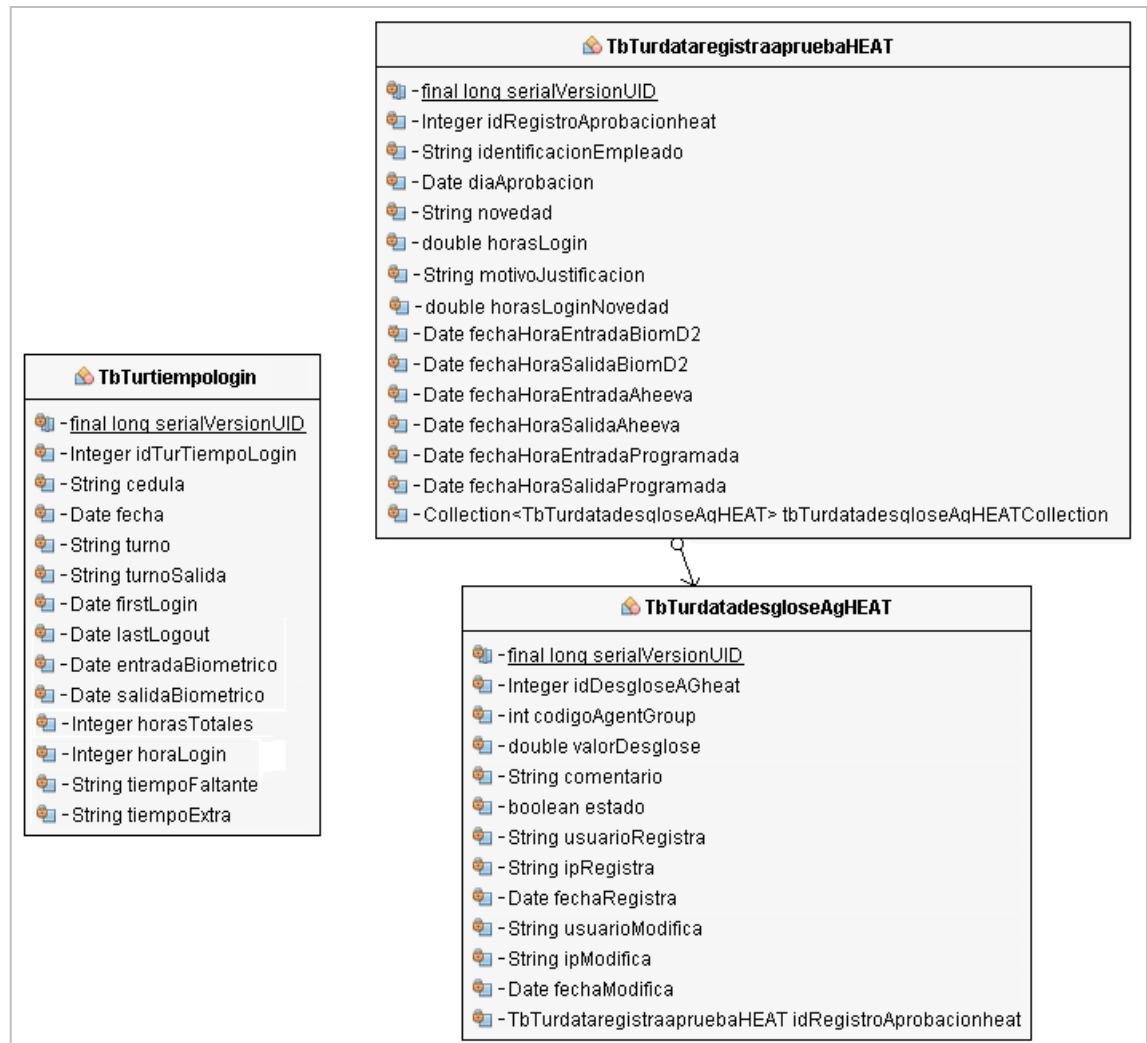 TbTurdataregistraapruebaHEAT
-final long serialVersionUID
-Integer idRegistroAprobacionheat
-String identificacionEmpleado
-Date diaAprobacion
-String novedad
-double horasLogin
-String motivoJustificacion
-double horasLoginNovedad
-Date fechaHoraEntradaBiomD2
-Date fechaHoraSalidaBiomD2
-Date fechaHoraEntradaAheeva
-Date fechaHoraSalidaAheeva
-Date fechaHoraEntradaProgramada
-Date fechaHoraSalidaProgramada
-Collection<TbTurdatadesgloseAgHEAT> tbTurdatadesgloseAgHEATCollection
TbTurtiempologin
-final long serialVersionUID
-Integer idTurTiempoLogin
-String cedula
-Date fecha
-String turno
-String turnoSalida
-Date firstLogin
-Date lastLogout
-Date entradaBiometrico
-Date salidaBiometrico
-Integer horasTotales
-Integer horaLogin
-String tiempoFaltante
-String tiempoExtra
TbTurdatadesgloseAgHEAT
-final long serialVersionUID
-Integer idDesgloseAGheat
-int codigoAgentGroup
-double valorDesglose
-String comentario
-boolean estado
-String usuarioRegistra
-String ipRegistra
-Date fechaRegistra
-String usuarioModifica
-String ipModifica
-Date fechaModifica
-TbTurdataregistraapruebaHEAT idRegistroAprobacionheat